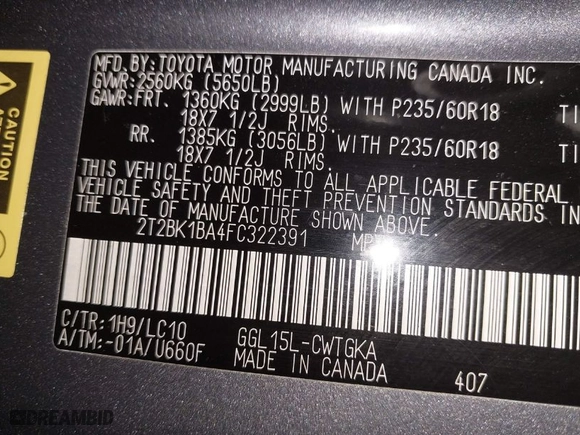 MFD. BY: TOYOTA MOTOR MANUFACTURING CANADA INC.
GVWR: 2560KG (5650LB)
GAWR: FRT. 1360KG (2999LB) WITH P235/60R18 TI
18X7 1/2J RIMS.
RR. 1385KG (3056LB) WITH P235/60R18 TI
18X7 1/2J RIMS.
THIS VEHICLE CONFORMS TO ALL APPLICABLE FEDERAL
VEHICLE SAFETY AND THEFT PREVENTION STANDARDS IN
THE DATE OF MANUFACTURE SHOWN ABOVE.
2T2BK1BA4FC322391 MPV
C/TR: 1H9/LC10 GGL15L-CWTGKA
A/TM: -01A/U660F MADE IN CANADA 407
CAUTION
DREAMBID